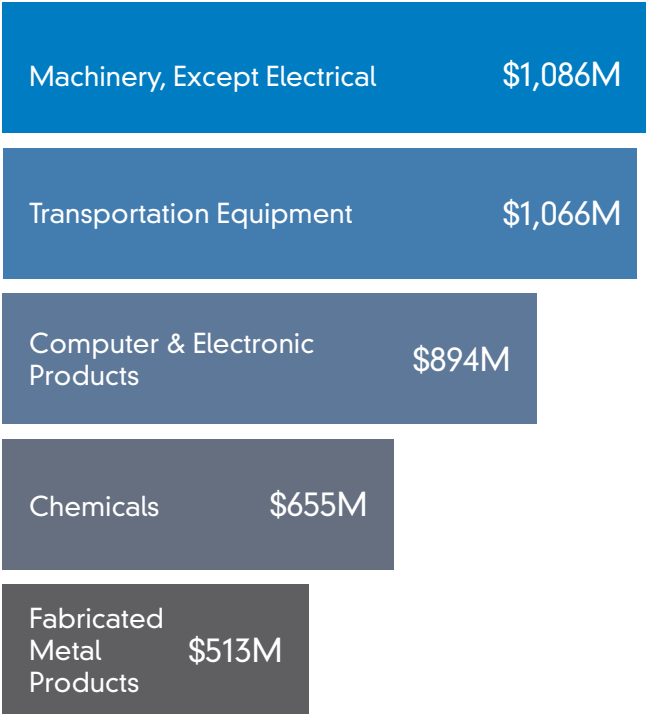 Machinery, Except Electrical $1,086M
Transportation Equipment $1,066M
Computer & Electronic
Products
$894M
Chemicals $655M
Fabricated
Metal
Products
$513M